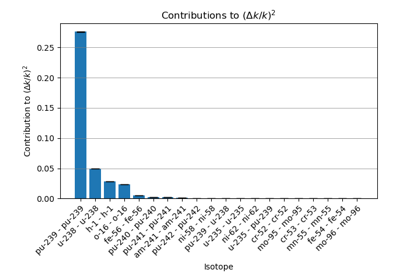 Contributions to (Δk/k)²
Contribution to (Δk/k)²
0.25
0.20
0.15
0.10
0.05
0.00
pu-239 - pu-239
u-238 - u-238
h-1 - h-1
o-16 - o-16
fe-56 - fe-56
pu-240 - pu-240
pu-241 - pu-241
am-241 - am-241
pu-242 - pu-242
ni-58 - ni-58
pu-239 - u-238
u-235 - u-235
ni-62 - ni-62
u-235 - pu-239
cr-52 - cr-52
mo-95 - mo-95
cr-53 - cr-53
mn-55 - mn-55
fe-54 - fe-54
mo-96 - mo-96
Isotope